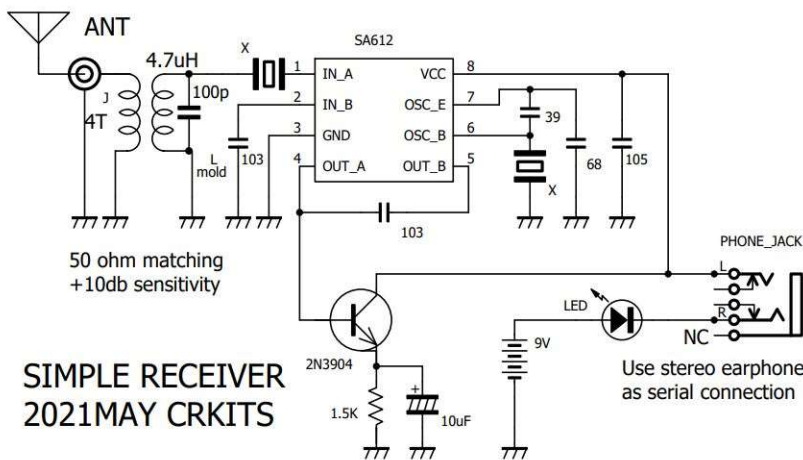 ANT
SA612
4.7uH
X
1
IN_A
VCC
8
J
100p
2
IN_B
OSC_E
7
39
4T
3
GND
OSC_B
6
L
mold
103
4
OUT_A
OUT_B
5
X
68
105
103
50 ohm matching
+10db sensitivity
PHONE_JACK
L
LED
R
NC
2N3904
9V
+
1.5K
10uF
Use stereo earphone
as serial connection
SIMPLE RECEIVER
2021MAY CRKITS